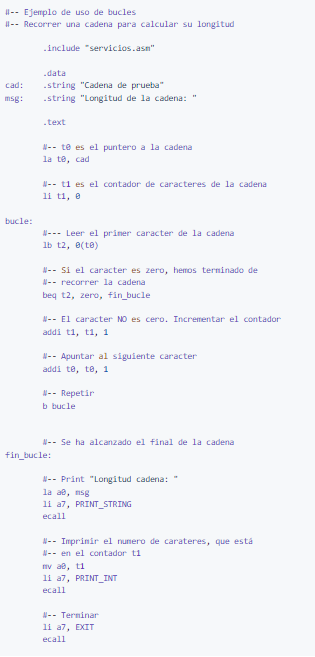 #-- Ejemplo de uso de bucles
#-- Recorrer una cadena para calcular su longitud
.include "servicios.asm"
.data
cad: .string "Cadena de prueba"
msg: .string "Longitud de la cadena: "
.text
#-- t0 es el puntero a la cadena
la t0, cad
#-- t1 es el contador de caracteres de la cadena
li t1, 0
bucle:
#--- Leer el primer caracter de la cadena
lb t2, 0(t0)
#-- Si el caracter es zero, hemos terminado de
#-- recorrer la cadena
beq t2, zero, fin_bucle
#-- El caracter NO es cero. Incrementar el contador
addi t1, t1, 1
#-- Apuntar al siguiente caracter
addi t0, t0, 1
#-- Repetir
b bucle
#-- Se ha alcanzado el final de la cadena
fin_bucle:
#-- Print "Longitud cadena: "
la a0, msg
li a7, PRINT_STRING
ecall
#-- Imprimir el numero de carateres, que está
#-- en el contador t1
mv a0, t1
li a7, PRINT_INT
ecall
#-- Terminar
li a7, EXIT
ecall